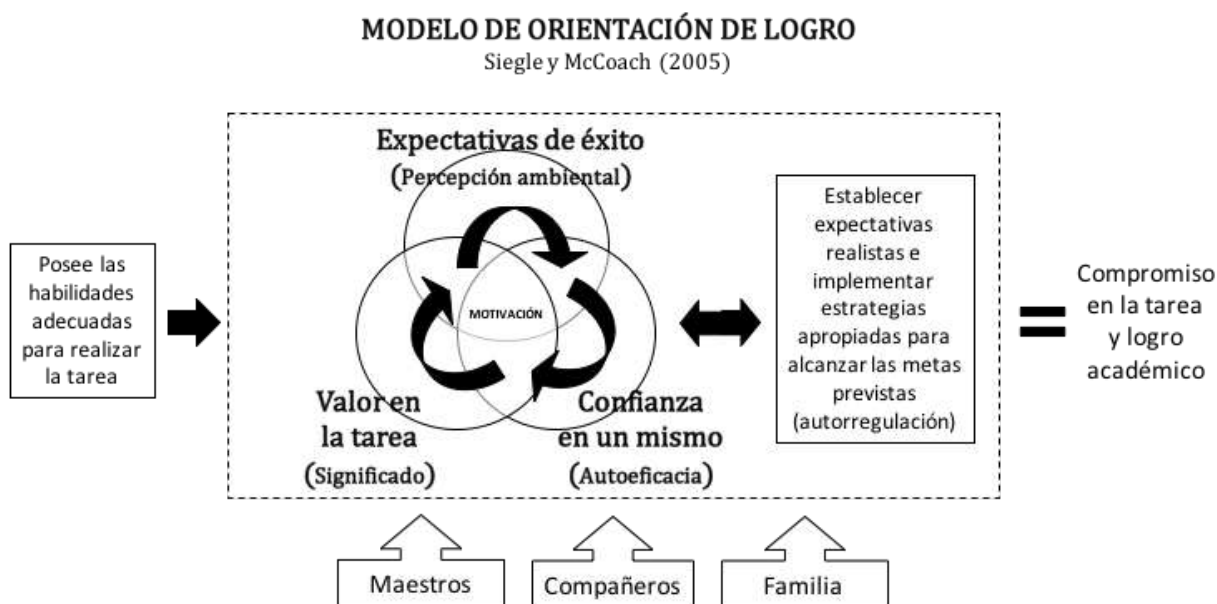 MODELO DE ORIENTACIÓN DE LOGRO
Siegle y McCoach (2005)
Expectativas de éxito
(Percepción ambiental)
Posee las
habilidades
adecuadas
para realizar
la tarea
MOTIVACIÓN
Valor en
la tarea
(Significado)
Confianza
en un mismo
(Autoeficacia)
Establecer
expectativas
realistas e
implementar
estrategias
apropiadas para
alcanzar las metas
previstas
(autorregulación)
Compromiso
en la tarea
y logro
académico
Maestros
Compañeros
Familia